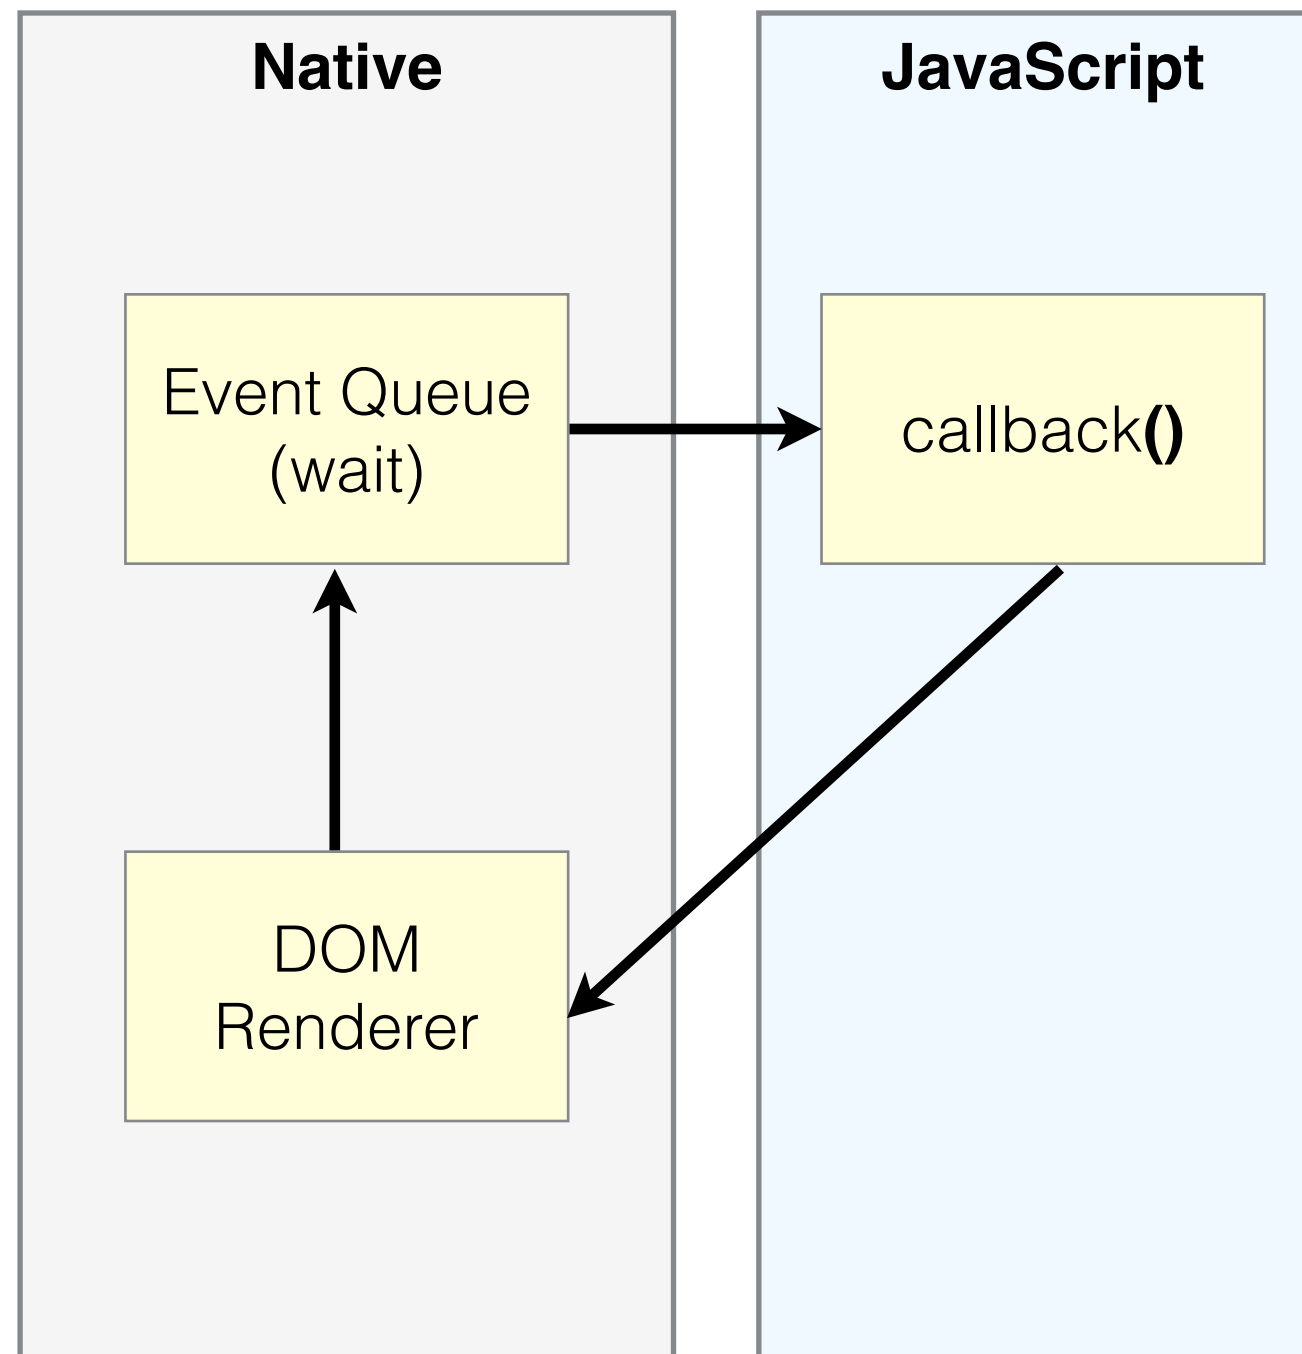 Native
JavaScript
Event Queue
(wait)
callback()
DOM
Renderer